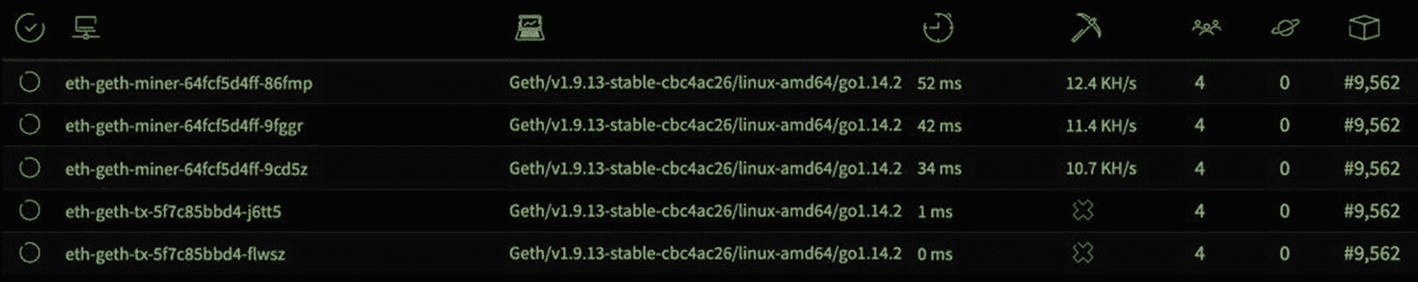 eth-geth-miner-64fcf5d4ff-86fmp Geth/v1.9.13-stable-cbc4ac26/linux-amd64/go1.14.2 52 ms 12.4 KH/s 4 0 #9,562
eth-geth-miner-64fcf5d4ff-9fggr Geth/v1.9.13-stable-cbc4ac26/linux-amd64/go1.14.2 42 ms 11.4 KH/s 4 0 #9,562
eth-geth-miner-64fcf5d4ff-9cd5z Geth/v1.9.13-stable-cbc4ac26/linux-amd64/go1.14.2 34 ms 10.7 KH/s 4 0 #9,562
eth-geth-tx-5f7c85bbd4-j6tt5 Geth/v1.9.13-stable-cbc4ac26/linux-amd64/go1.14.2 1 ms 4 0 #9,562
eth-geth-tx-5f7c85bbd4-flwsz Geth/v1.9.13-stable-cbc4ac26/linux-amd64/go1.14.2 0 ms 4 0 #9,562